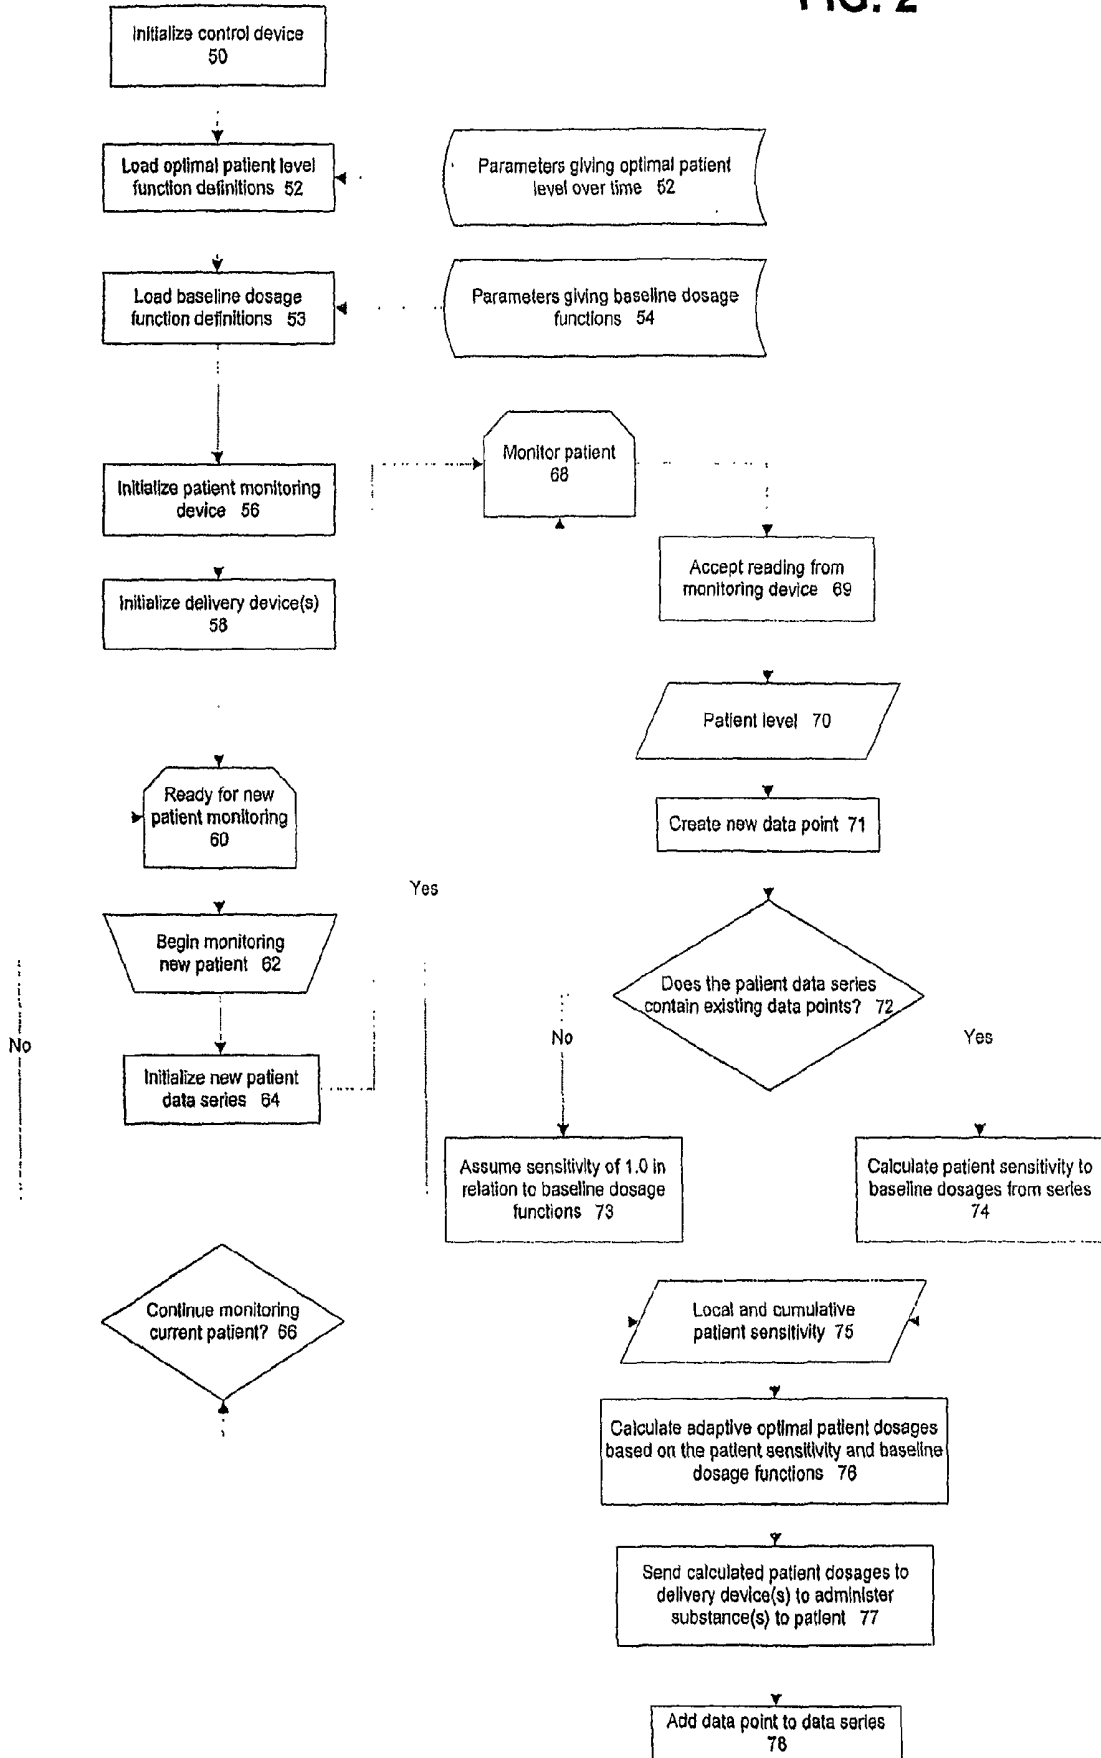 FIG. 2
Initialize control device
50
Load optimal patient level
function definitions 52
Parameters giving optimal patient
level over time 52
Load baseline dosage
function definitions 53
Parameters giving baseline dosage
functions 54
Initialize patient monitoring
device 56
Monitor patient
68
Initialize delivery device(s)
58
Accept reading from
monitoring device 69
Patient level 70
Ready for new
patient monitoring
60
Create new data point 71
Yes
Begin monitoring
new patient 62
Does the patient data series
contain existing data points? 72
No
No
Yes
Initialize new patient
data series 64
Assume sensitivity of 1.0 in
relation to baseline dosage
functions 73
Calculate patient sensitivity to
baseline dosages from series
74
Continue monitoring
current patient? 66
Local and cumulative
patient sensitivity 75
Calculate adaptive optimal patient dosages
based on the patient sensitivity and baseline
dosage functions 76
Send calculated patient dosages to
delivery device(s) to administer
substance(s) to patient 77
Add data point to data series
78